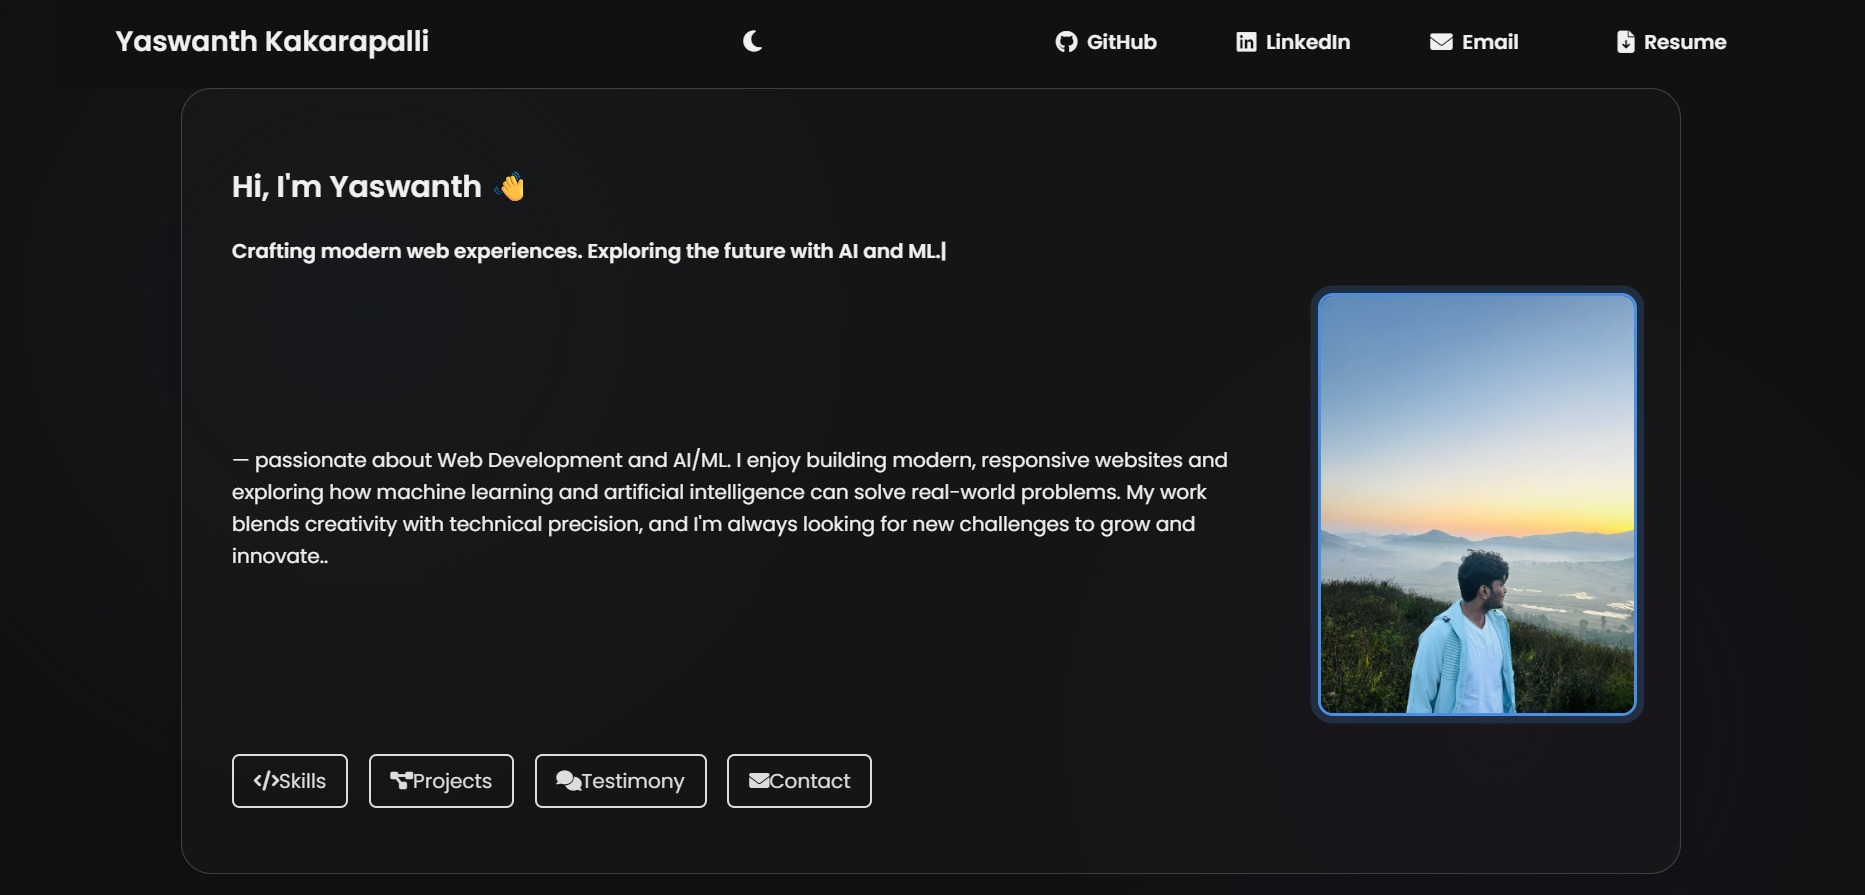 Yaswanth Kakarapalli
GitHub
LinkedIn
Email
Resume
Hi, I'm Yaswanth 👋
Crafting modern web experiences. Exploring the future with AI and ML.|
— passionate about Web Development and AI/ML. I enjoy building modern, responsive websites and
exploring how machine learning and artificial intelligence can solve real-world problems. My work
blends creativity with technical precision, and I'm always looking for new challenges to grow and
innovate..
</>Skills
Projects
Testimony
Contact